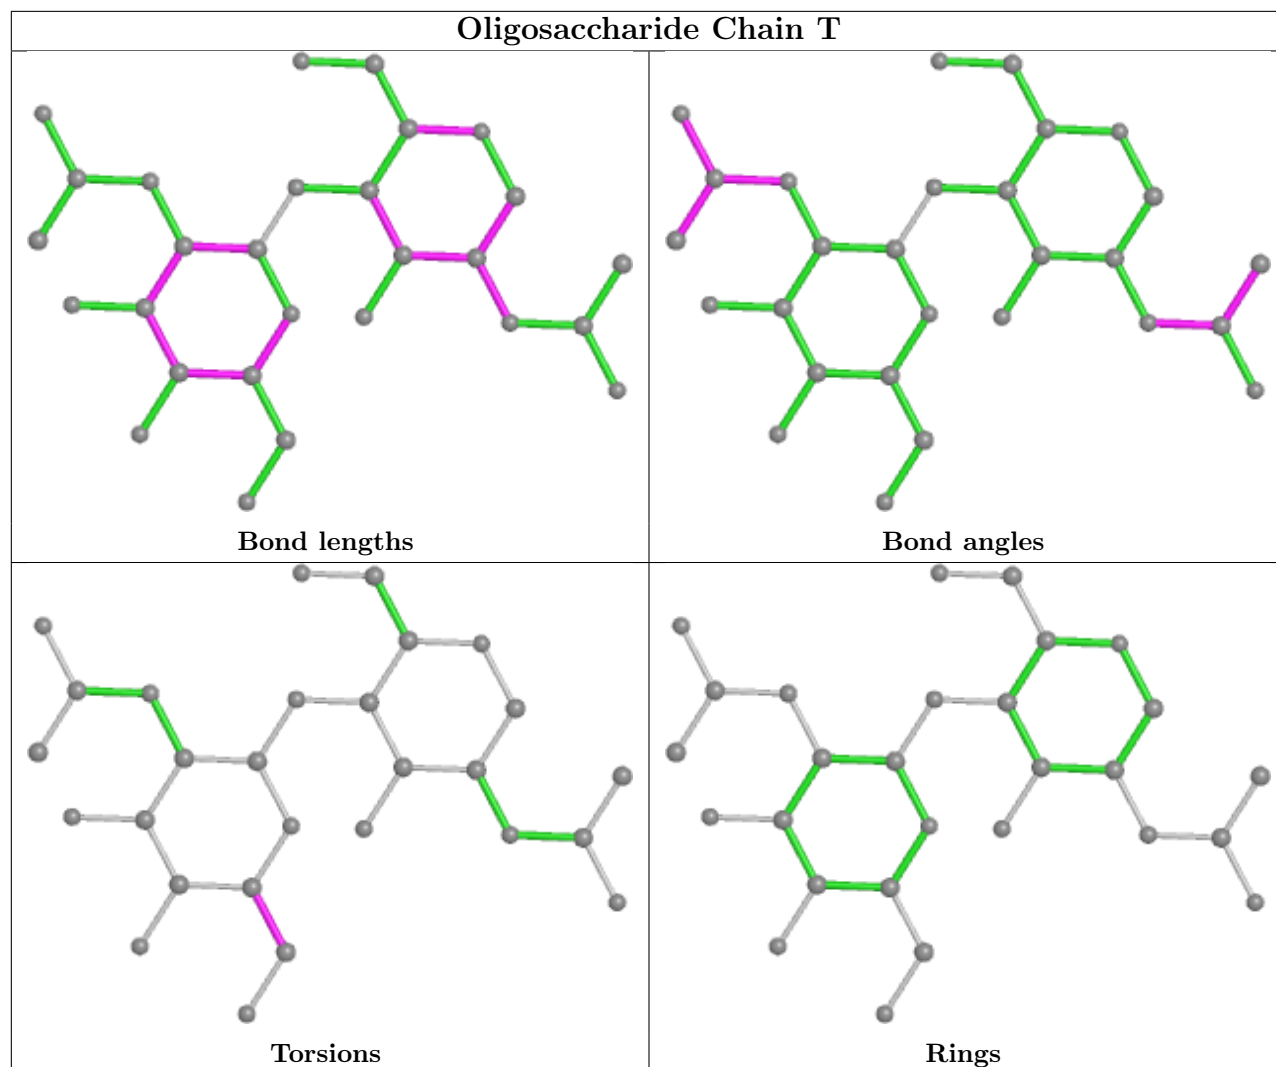 Oligosaccharide Chain T
Bond lengths
Bond angles
Torsions
Rings